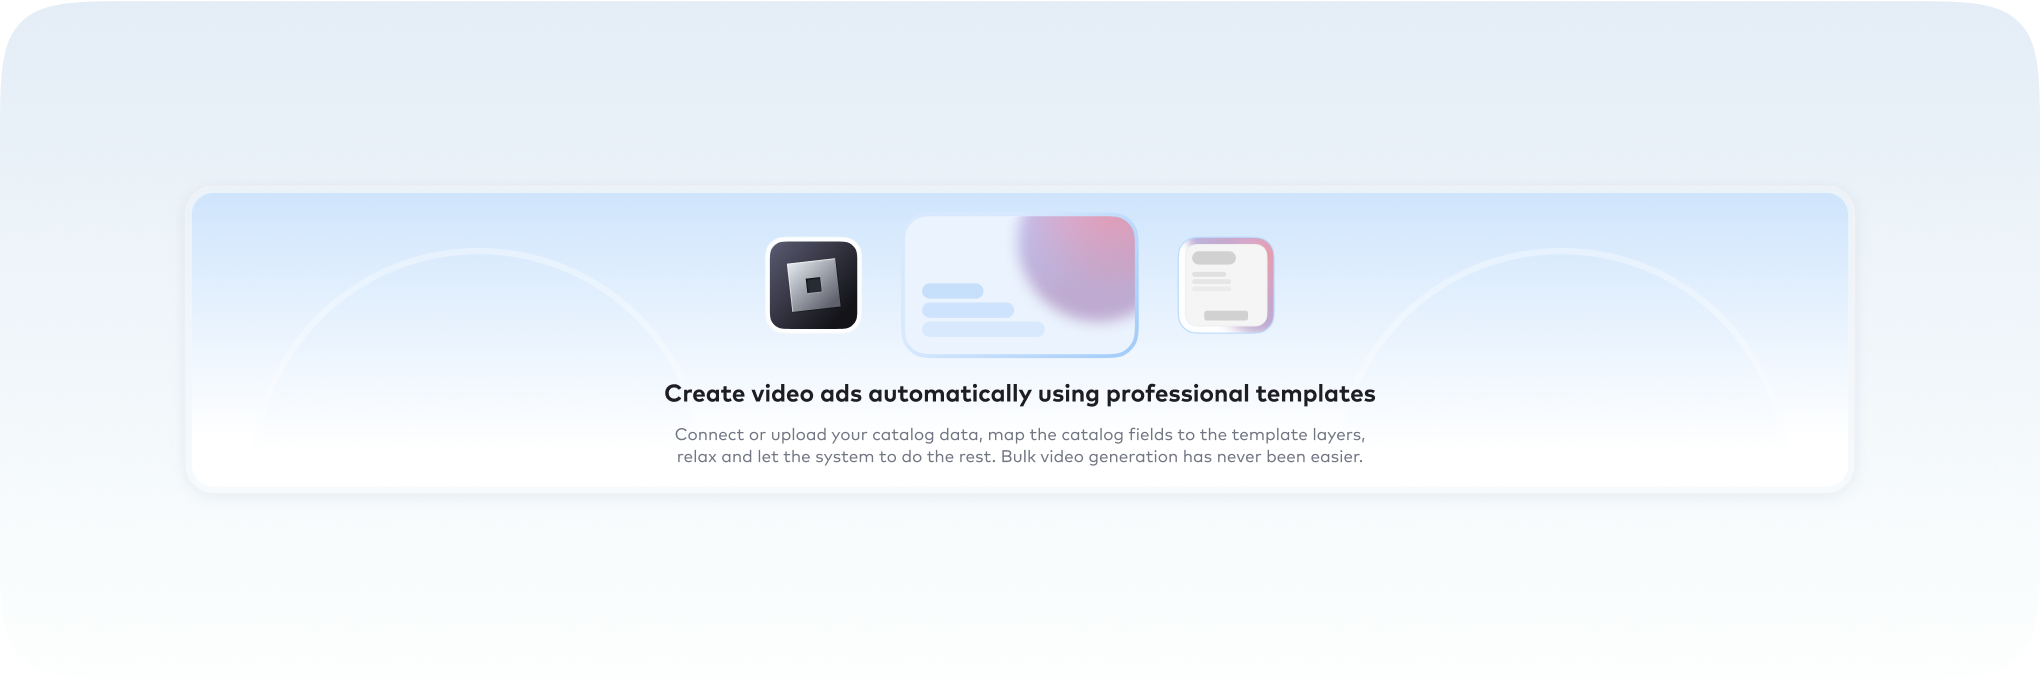 Create video ads automatically using professional templates
Connect or upload your catalog data, map the catalog fields to the template layers,
relax and let the system to do the rest. Bulk video generation has never been easier.